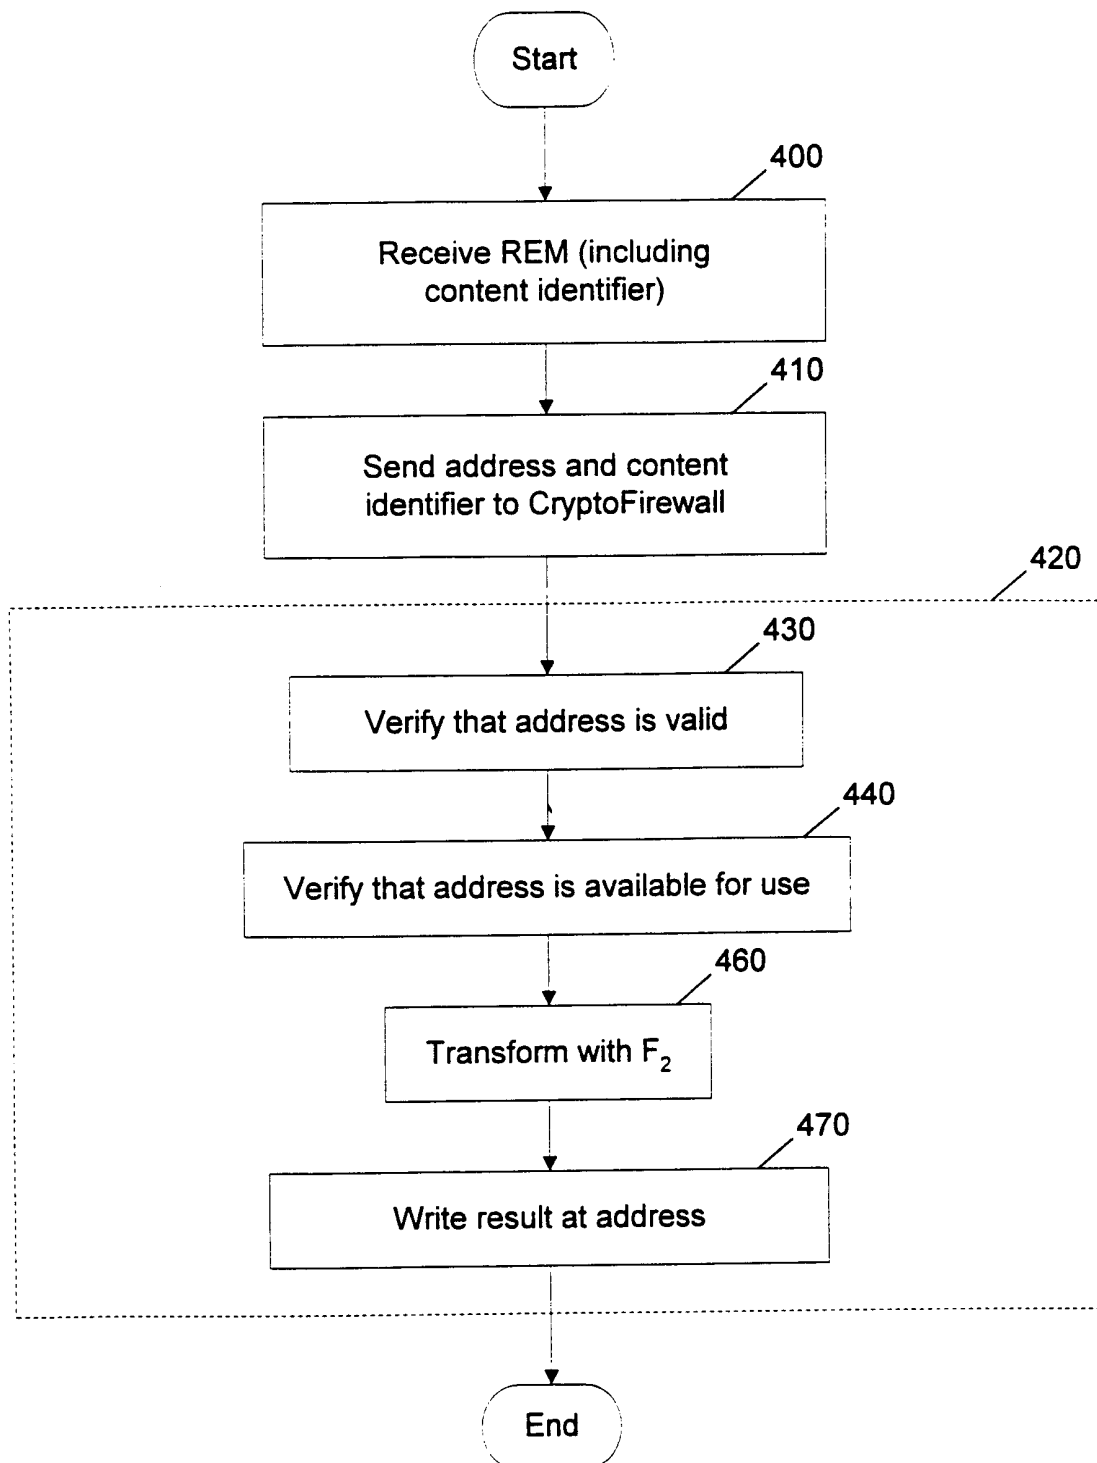 Start
400
Receive REM (including
content identifier)
410
Send address and content
identifier to CryptoFirewall
420
430
Verify that address is valid
440
Verify that address is available for use
460
Transform with F₂
470
Write result at address
End